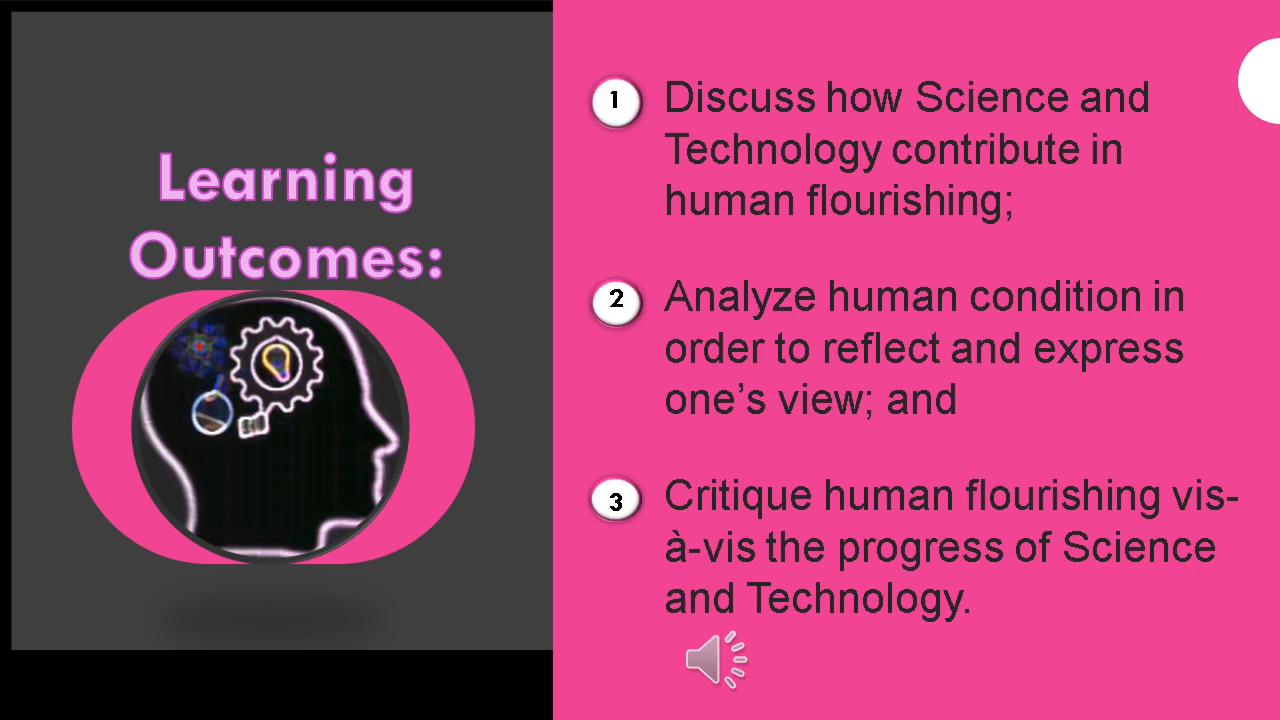 Learning
Outcomes:
1 Discuss how Science and
Technology contribute in
human flourishing;
2 Analyze human condition in
order to reflect and express
one’s view; and
3 Critique human flourishing vis-
à-vis the progress of Science
and Technology.